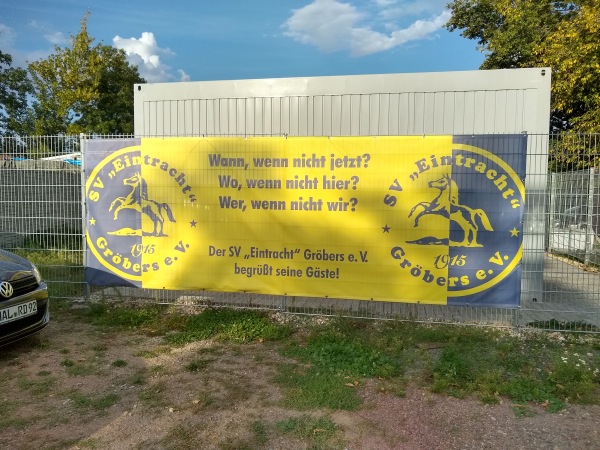 SV „Eintracht“
1915
Gröbers e.V.
Wann, wenn nicht jetzt?
Wo, wenn nicht hier?
Wer, wenn nicht wir?
Der SV „Eintracht“ Gröbers e.V.
begrüßt seine Gäste!
SV „Eintracht“
1915
Gröbers e.V.